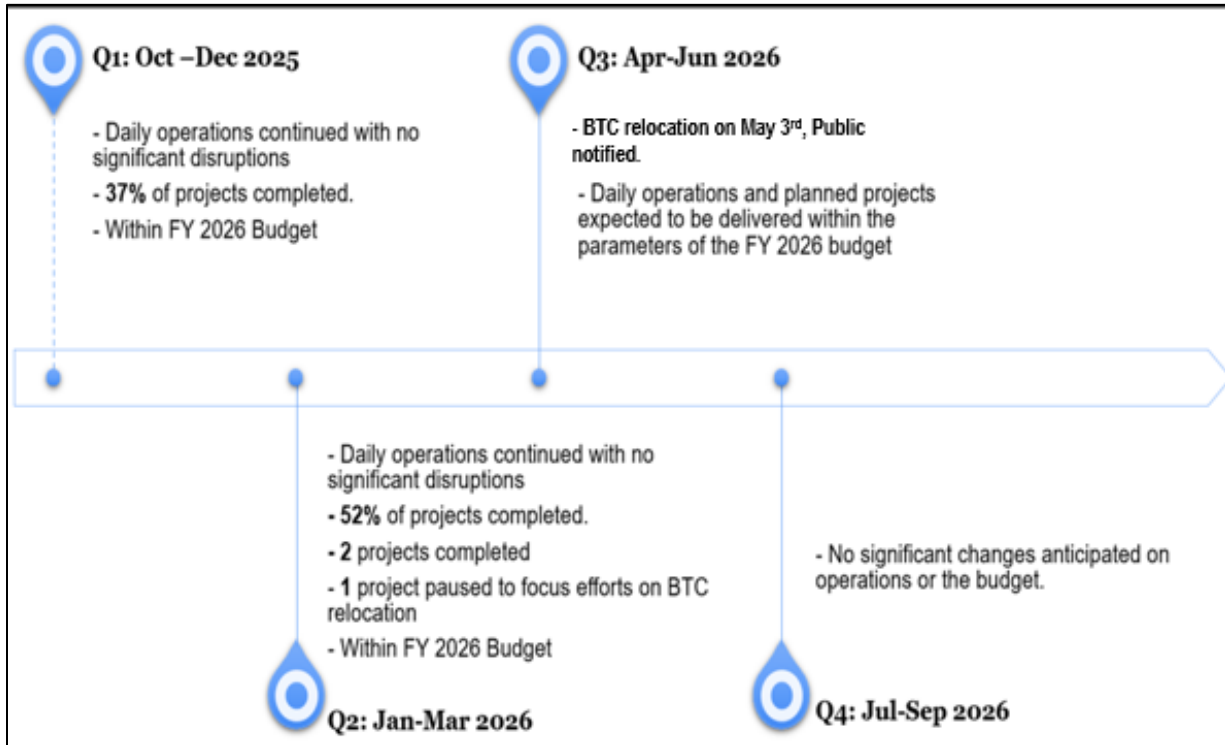 Q1: Oct –Dec 2025
- Daily operations continued with no
significant disruptions
- 37% of projects completed.
- Within FY 2026 Budget
Q3: Apr-Jun 2026
- BTC relocation on May 3rd, Public
notified.
- Daily operations and planned projects
expected to be delivered within the
parameters of the FY 2026 budget
- Daily operations continued with no
significant disruptions
- 52% of projects completed.
- 2 projects completed
- 1 project paused to focus efforts on BTC
relocation
- Within FY 2026 Budget
Q2: Jan-Mar 2026
- No significant changes anticipated on
operations or the budget.
Q4: Jul-Sep 2026